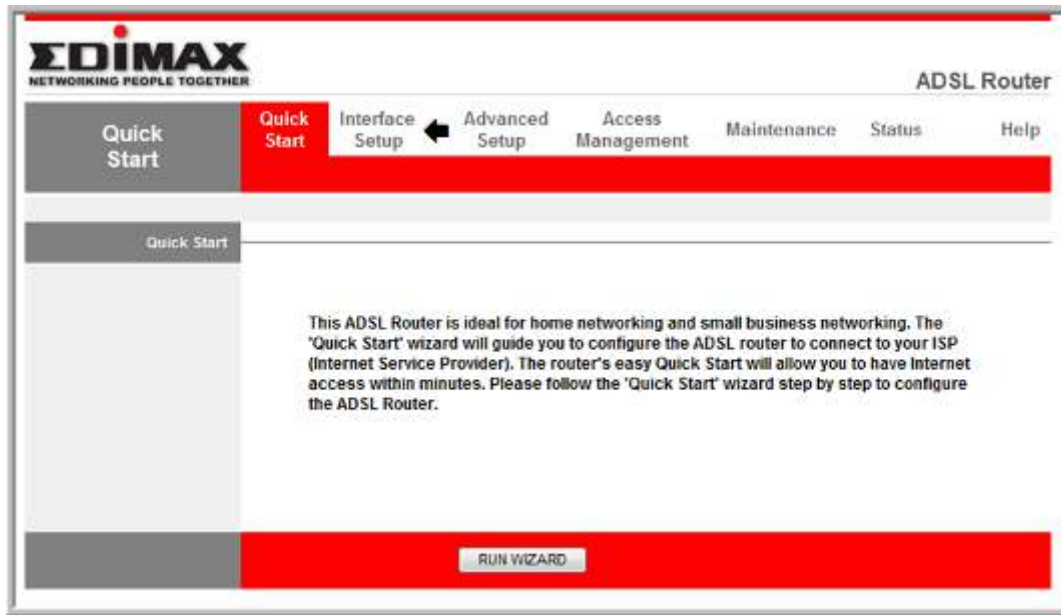 EDIMAX
NETWORKING PEOPLE TOGETHER
ADSL Router
Quick
Start
Quick
Start
Interface
Setup
Advanced
Setup
Access
Management
Maintenance
Status
Help
Quick Start
This ADSL Router is ideal for home networking and small business networking. The
'Quick Start' wizard will guide you to configure the ADSL router to connect to your ISP
(Internet Service Provider). The router's easy Quick Start will allow you to have Internet
access within minutes. Please follow the 'Quick Start' wizard step by step to configure
the ADSL Router.
RUN WIZARD